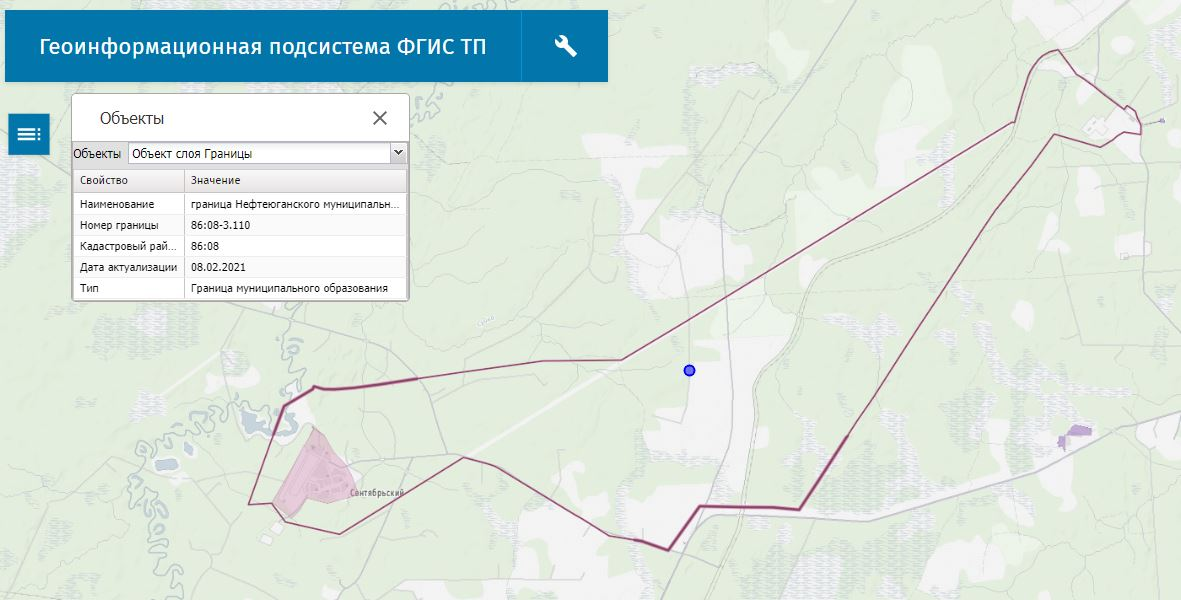 Геоинформационная подсистема ФГИС ТП
Объекты
Объекты Объект слоя Границы
Свойство Значение
Наименование граница Нефтеюганского муниципальн...
Номер границы 86:08-3.110
Кадастровый рай... 86:08
Дата актуализации 08.02.2021
Тип Граница муниципального образования
Сентябрьский